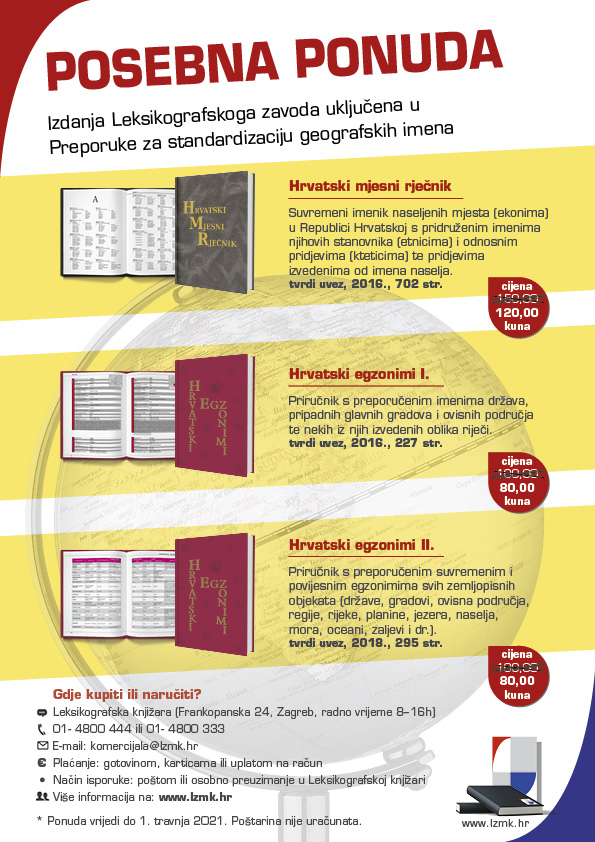 POSEBNA PONUDA
Izdanja Leksikografskoga zavoda uključena u
Preporuke za standardizaciju geografskih imena
A
HRVATSKI
MJESNI
RJEČNIK
Hrvatski mjesni rječnik
Suvremeni imenik naseljenih mjesta (ekonima)
u Republici Hrvatskoj s pridruženim imenima
njihovih stanovnika (etnicima) i odnosnim
pridjevima (kteticima) te pridjevima
izvedenima od imena naselja.
tvrdi uvez, 2016., 702 str.
cijena
150,00
120,00
kuna
HRVATSKI
EGZONIMI
Hrvatski egzonimi I.
Priručnik s preporučenim imenima država,
pripadnih glavnih gradova i ovisnih područja
te nekih iz njih izvedenih oblika riječi.
tvrdi uvez, 2016., 227 str.
cijena
100,00
80,00
kuna
HRVATSKI
EGZONIMI
Hrvatski egzonimi II.
Priručnik s preporučenim suvremenim i
povijesnim egzonimima svih zemljopisnih
objekata (države, gradovi, ovisna područja,
regije, rijeke, planine, jezera, naselja,
mora, oceani, zaljevi i dr.).
tvrdi uvez, 2018., 295 str.
cijena
100,00
80,00
kuna
Gdje kupiti ili naručiti?
Leksikografska knjižara (Frankopanska 24, Zagreb, radno vrijeme 8–16h)
01- 4800 444 ili 01- 4800 333
E-mail: komercijala@lzmk.hr
Plaćanje: gotovinom, karticama ili uplatom na račun
• Način isporuke: poštom ili osobno preuzimanje u Leksikografskoj knjižari
Više informacija na: www.lzmk.hr
* Ponuda vrijedi do 1. travnja 2021. Poštarina nije uračunata.
www.lzmk.hr